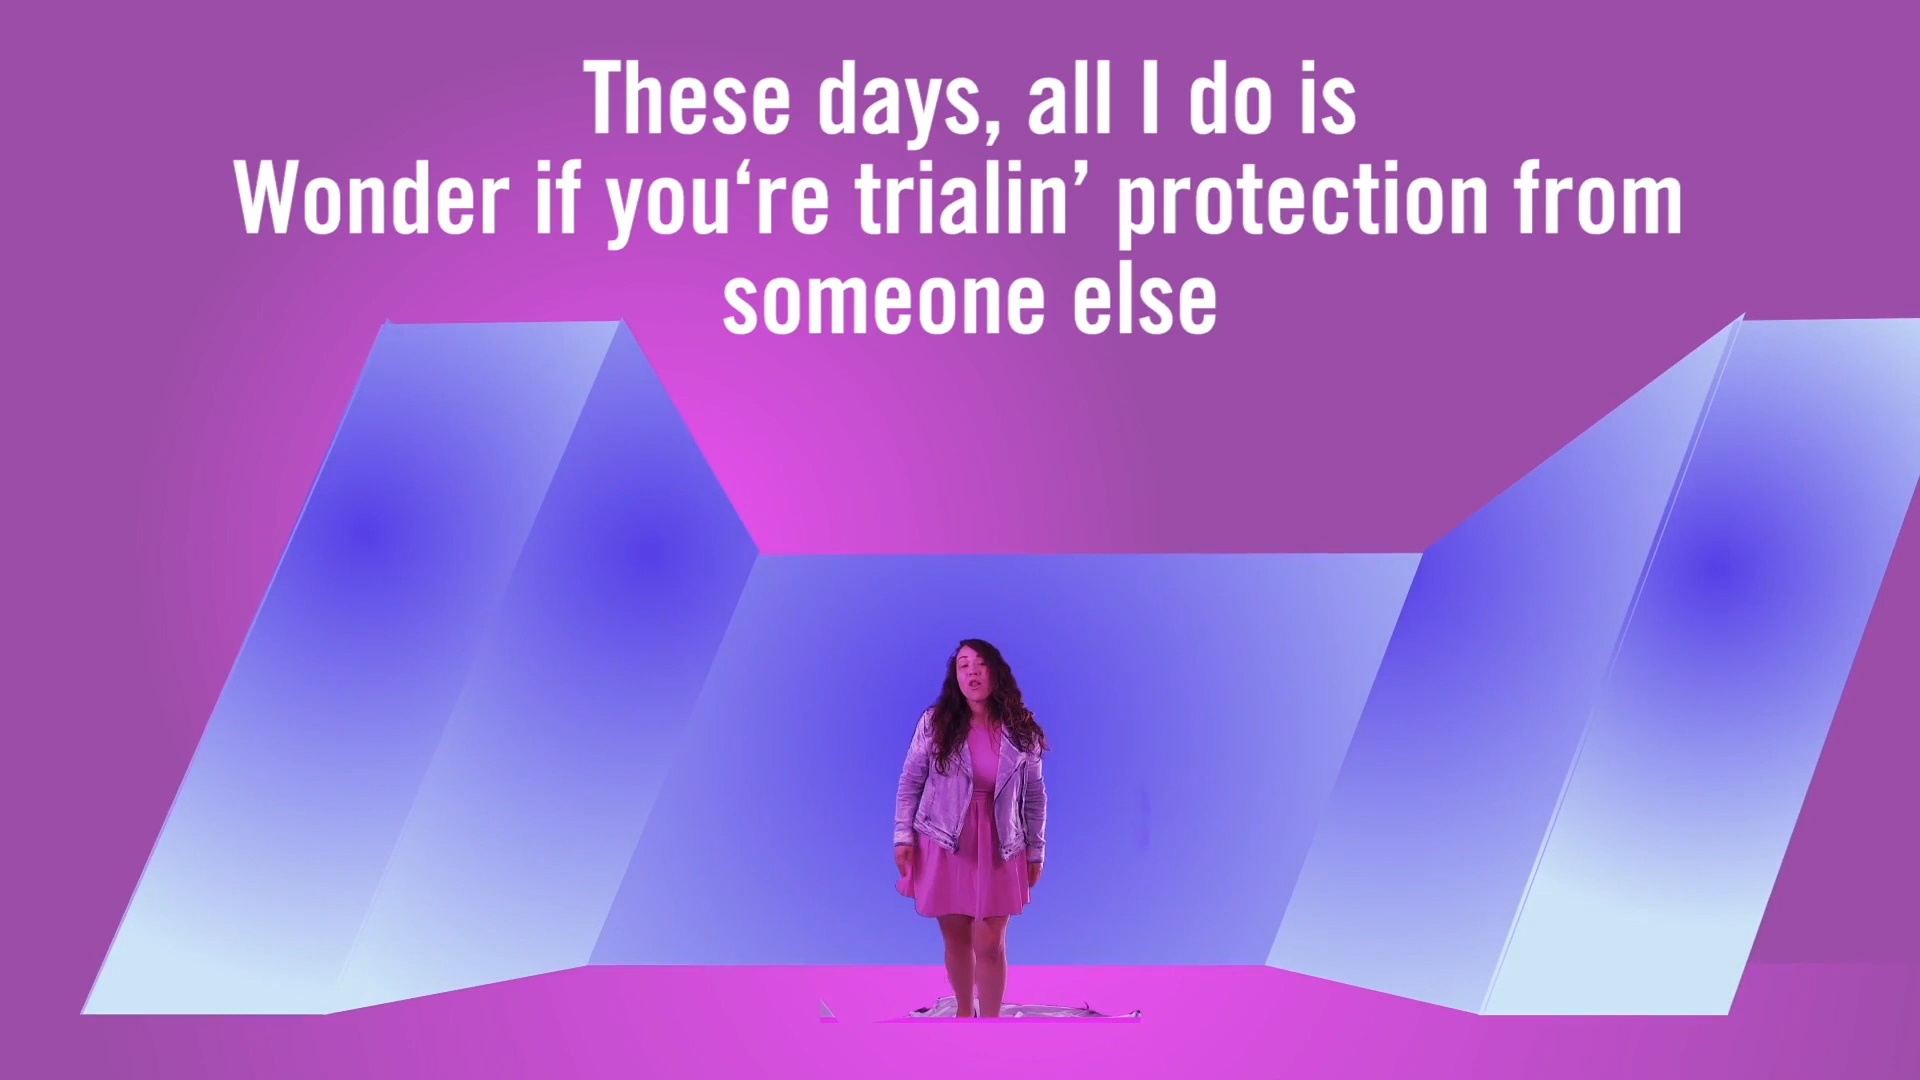 These days, all I do is
Wonder if you‘re trialin’ protection from
someone else